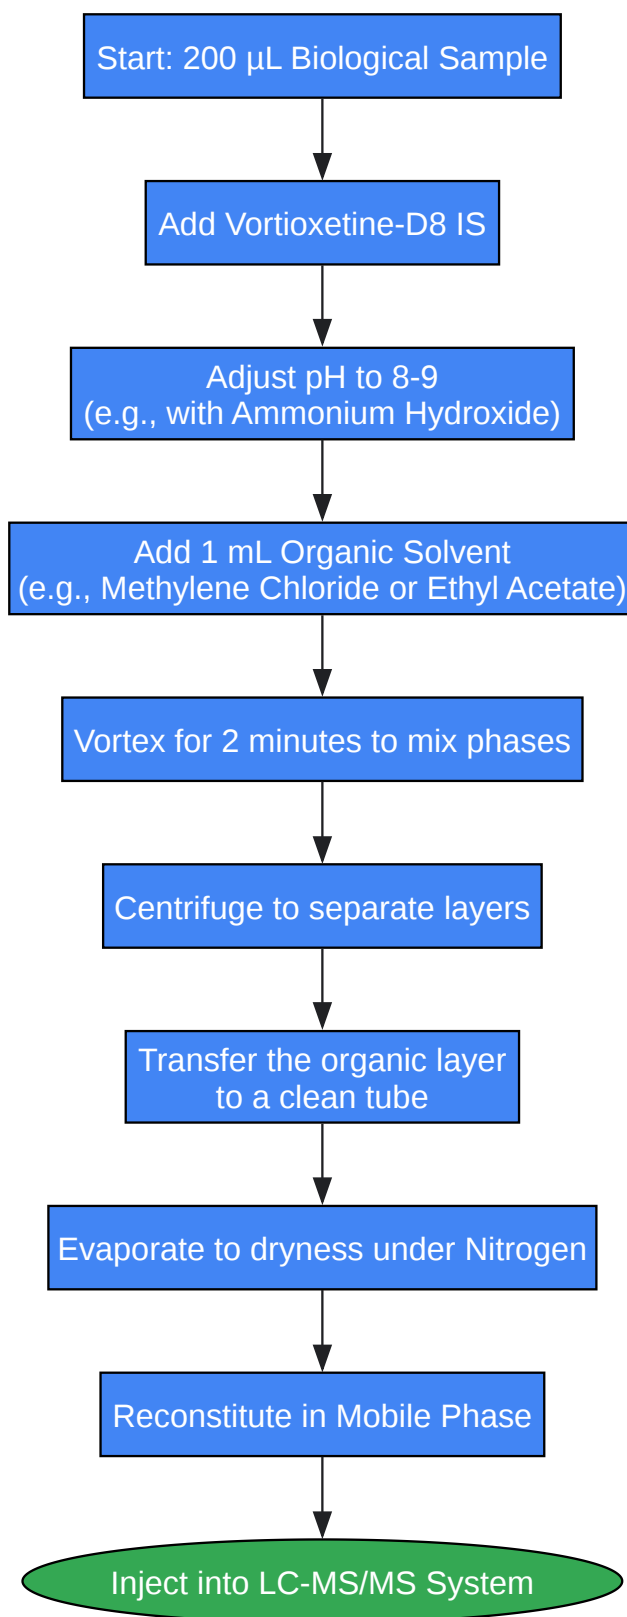 Start: 200 µL Biological Sample
Add Vortioxetine-D8 IS
Adjust pH to 8-9
(e.g., with Ammonium Hydroxide)
Add 1 mL Organic Solvent
(e.g., Methylene Chloride or Ethyl Acetate)
Vortex for 2 minutes to mix phases
Centrifuge to separate layers
Transfer the organic layer
to a clean tube
Evaporate to dryness under Nitrogen
Reconstitute in Mobile Phase
Inject into LC-MS/MS System